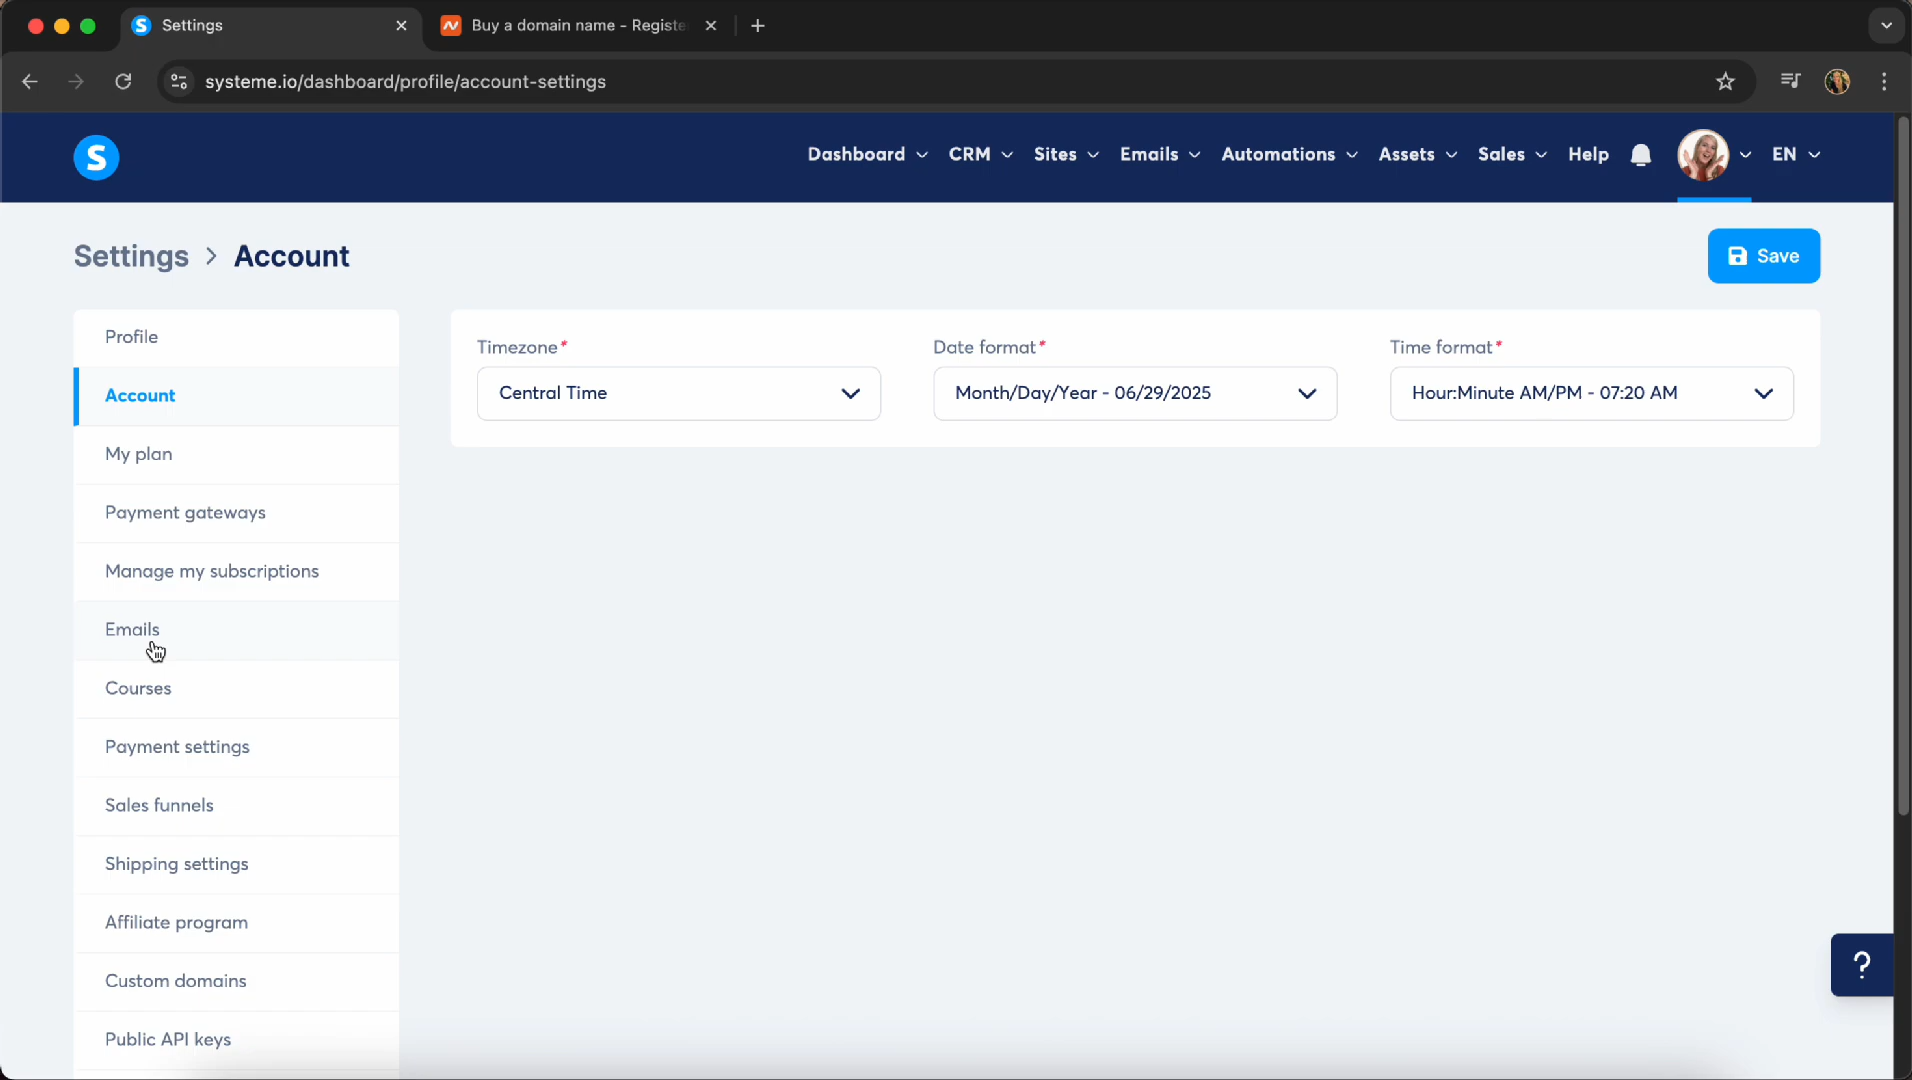 Settings
Buy a domain name - Registe
systeme.io/dashboard/profile/account-settings
S
Dashboard
CRM
Sites
Emails
Automations
Assets
Sales
Help
EN
Settings > Account
Save
Profile
Account
My plan
Payment gateways
Manage my subscriptions
Emails
Courses
Payment settings
Sales funnels
Shipping settings
Affiliate program
Custom domains
Public API keys
Timezone*
Central Time
Date format*
Month/Day/Year - 06/29/2025
Time format*
Hour:Minute AM/PM - 07:20 AM
?